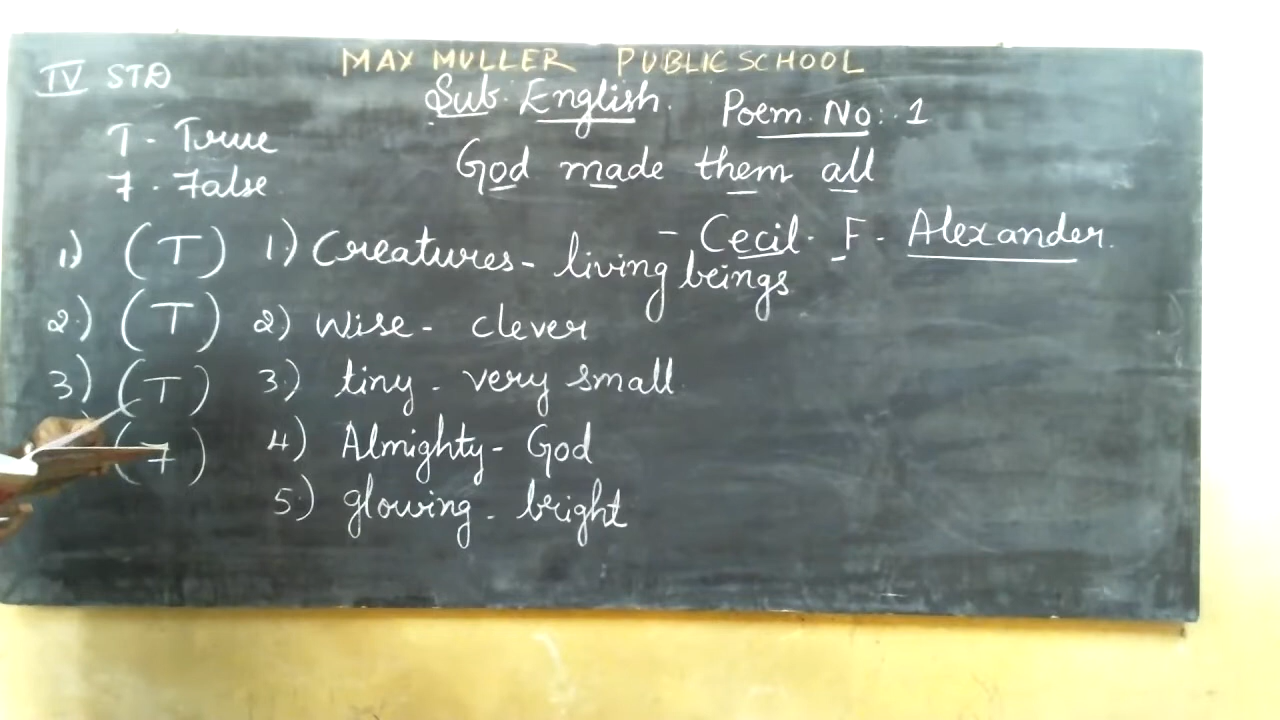 MAX MULLER PUBLIC SCHOOL
IV STD
Sub. English. Poem No: 1
T - True
F - False
God made them all
- Cecil. F. Alexander.
1) (T) 1) Creatures - living beings
2) (T) 2) Wise - clever
3) (T) 3) tiny - very small
(F) 4) Almighty - God
5) glowing - bright